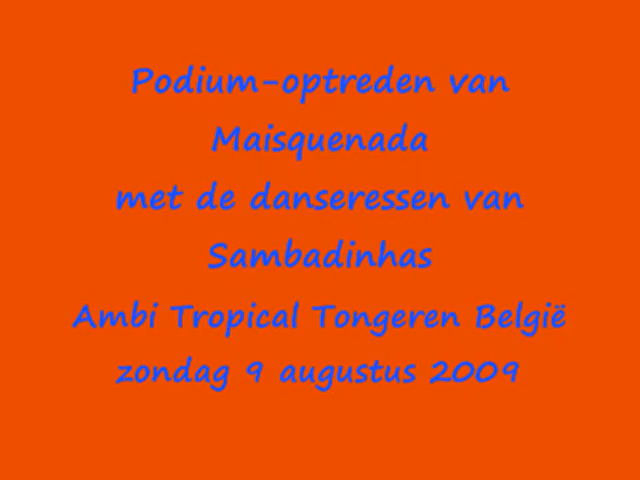 Podium-optreden van
Maisquenada
met de danseressen van
Sambadinhas
Ambi Tropical Tongeren België
zondag 9 augustus 2009